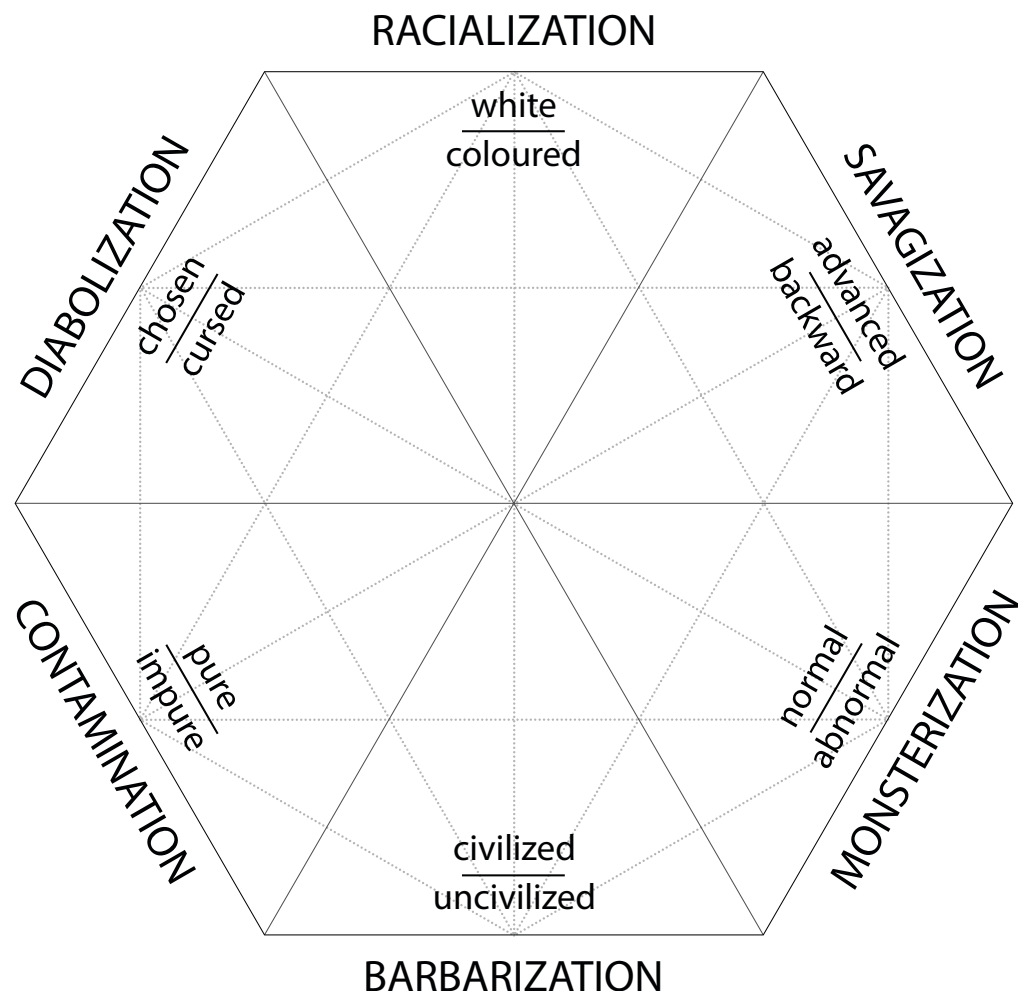 RACIALIZATION
white
coloured
DIABOLIZATION
chosen
cursed
SAVAGIZATION
advanced
backward
CONTAMINATION
pure
impure
MONSTERIZATION
normal
abnormal
civilized
uncivilized
BARBARIZATION